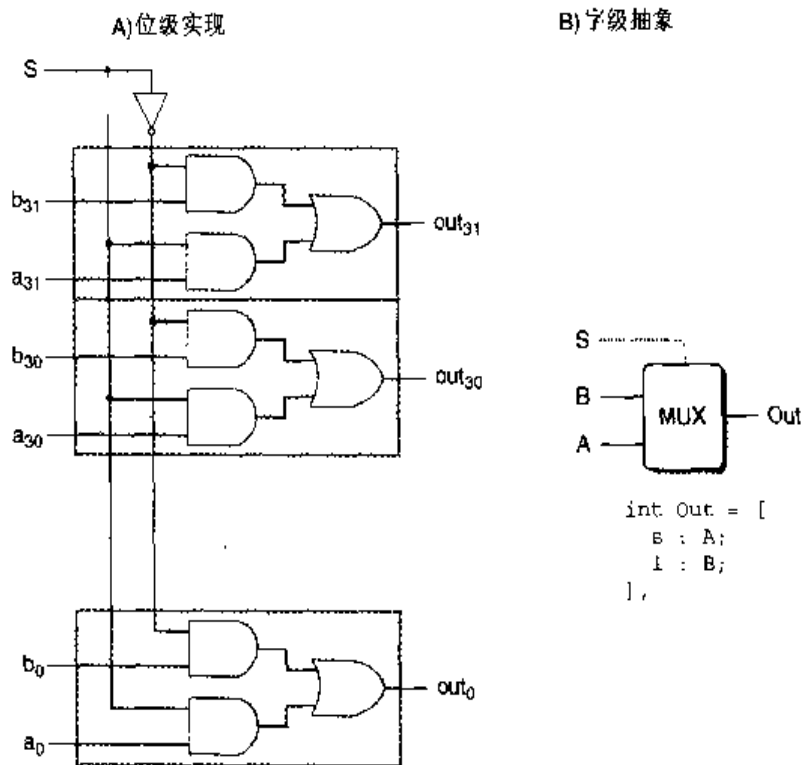 A)位级实现
S
b31
a31
out31
b30
a30
out30
b0
a0
out0
B)字级抽象
S
B
A
MUX
Out
int Out = [
s : A;
1 : B;
],